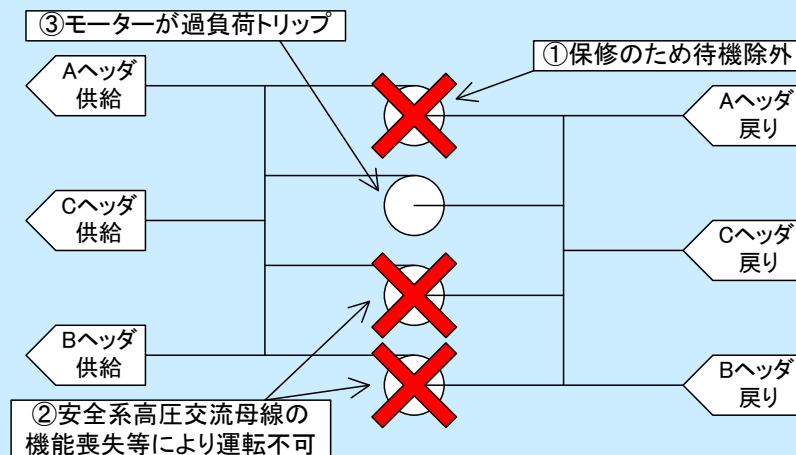 ③モーターが過負荷トリップ
①保修のため待機除外
Aヘッダ
供給
Aヘッダ
戻り
Cヘッダ
供給
Cヘッダ
戻り
Bヘッダ
供給
Bヘッダ
戻り
②安全系高圧交流母線の
機能喪失等により運転不可